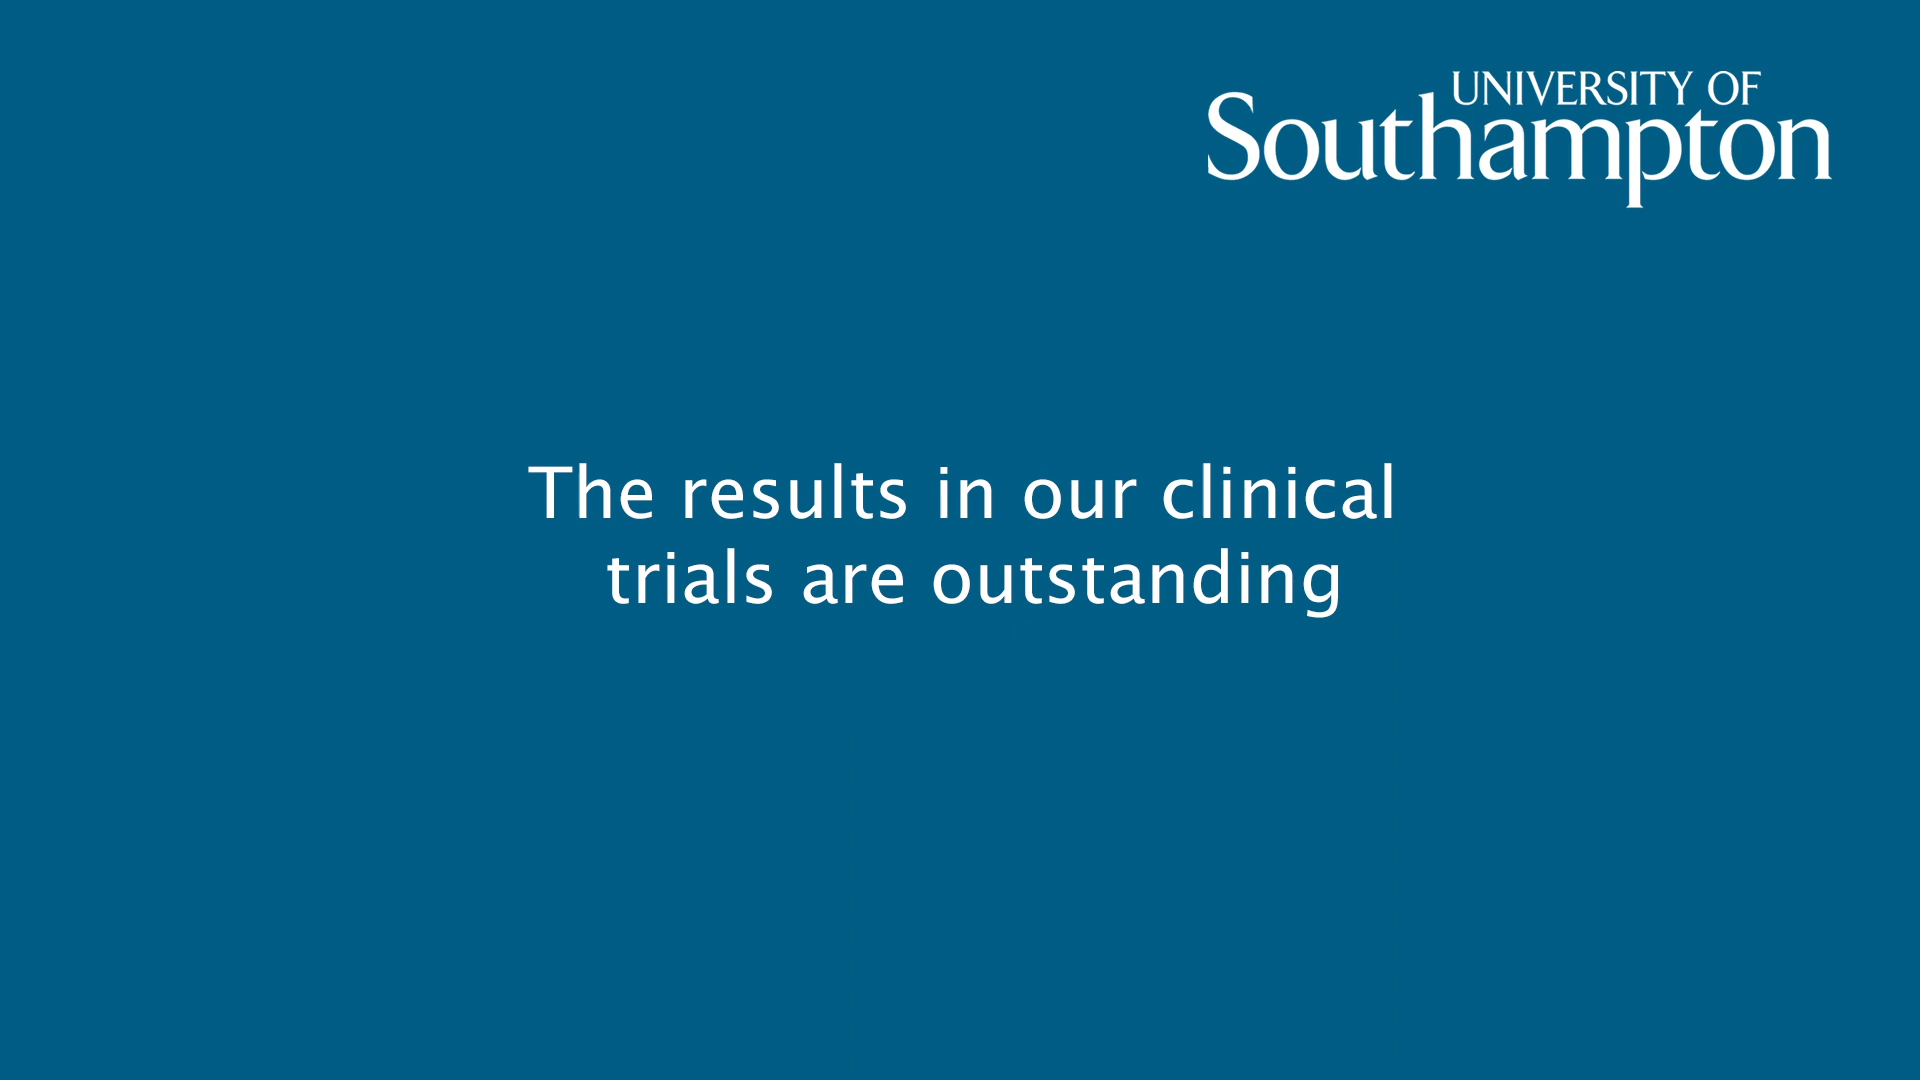 UNIVERSITY OF
Southampton
The results in our clinical
trials are outstanding